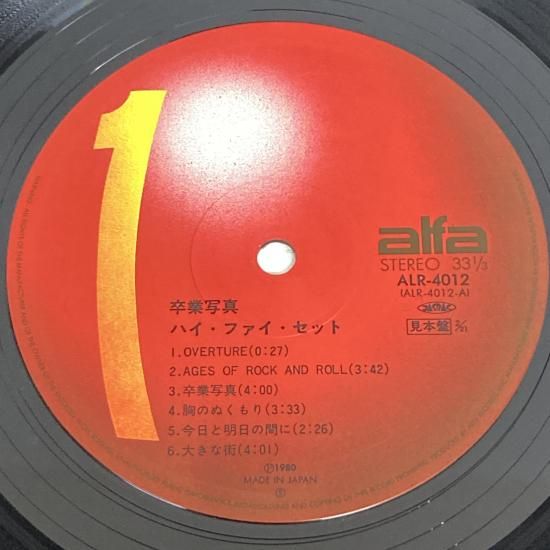 1
alfa
STEREO 33⅓
ALR-4012
(ALR-4012-A)
JASRAC
見本盤
卒業写真
ハイ・ファイ・セット
1.OVERTURE(0:27)
2.AGES OF ROCK AND ROLL(3:42)
3.卒業写真(4:00)
4.胸のぬくもり(3:33)
5.今日と明日の間に(2:26)
6.大きな街(4:01)
Ⓟ1980
MADE IN JAPAN